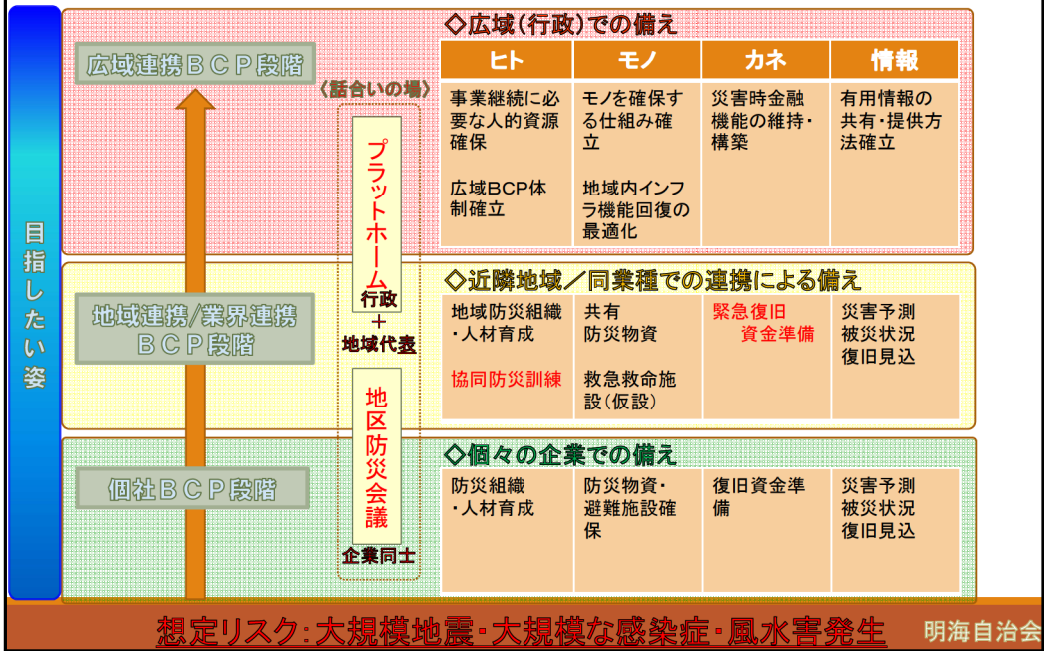 目指したい姿
広域連携BCP段階
〈話合いの場〉
プラットホーム
行政
+
地域代表
地区防災会議
企業同士
◇広域(行政)での備え
ヒト モノ カネ 情報
事業継続に必
要な人的資源
確保
広域BCP体
制確立
モノを確保す
る仕組み確
立
地域内インフ
ラ機能回復の
最適化
災害時金融
機能の維持・
構築
有用情報の
共有・提供方
法確立
地域連携/業界連携
BCP段階
◇近隣地域/同業種での連携による備え
地域防災組織
・人材育成
協同防災訓練
共有
防災物資
救急救命施
設(仮設)
緊急復旧
資金準備
災害予測
被災状況
復旧見込
個社BCP段階
◇個々の企業での備え
防災組織
・人材育成
防災物資・
避難施設確
保
復旧資金準
備
災害予測
被災状況
復旧見込
想定リスク:大規模地震・大規模な感染症・風水害発生
明海自治会